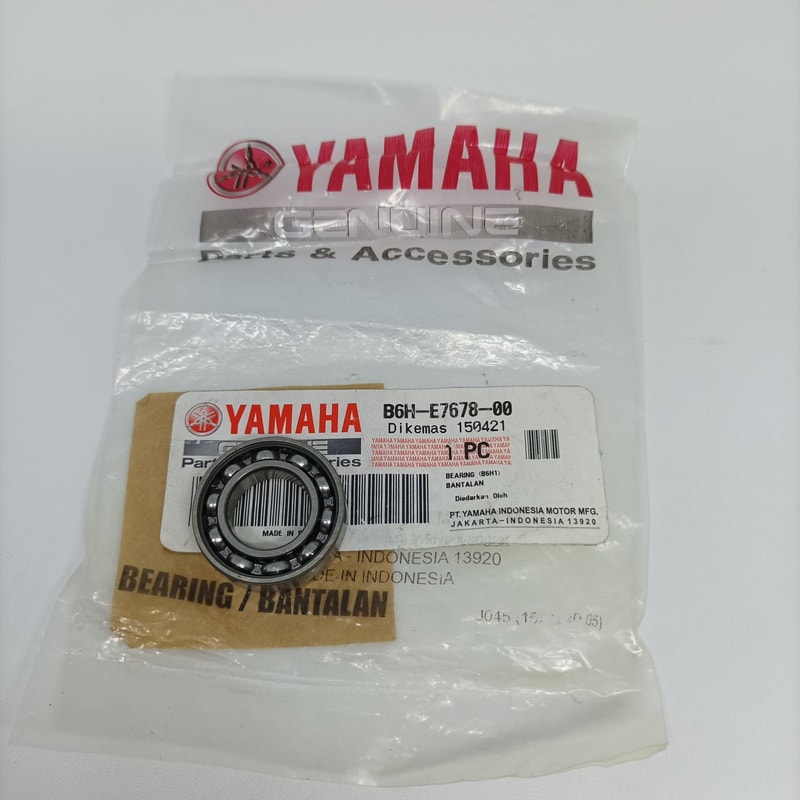 YAMAHA
GENUINE
Parts & Accessories
YAMAHA
GENUINE
B6H-E7678-00
Dikemas 150421
1 PC
BEARING (B6H1)
BANTALAN
Diedarkan Oleh
PT. YAMAHA INDONESIA MOTOR MFG.
JAKARTA-INDONESIA 13920
MADE IN
- INDONESIA 13920
IN INDONESIA
BEARING / BANTALAN